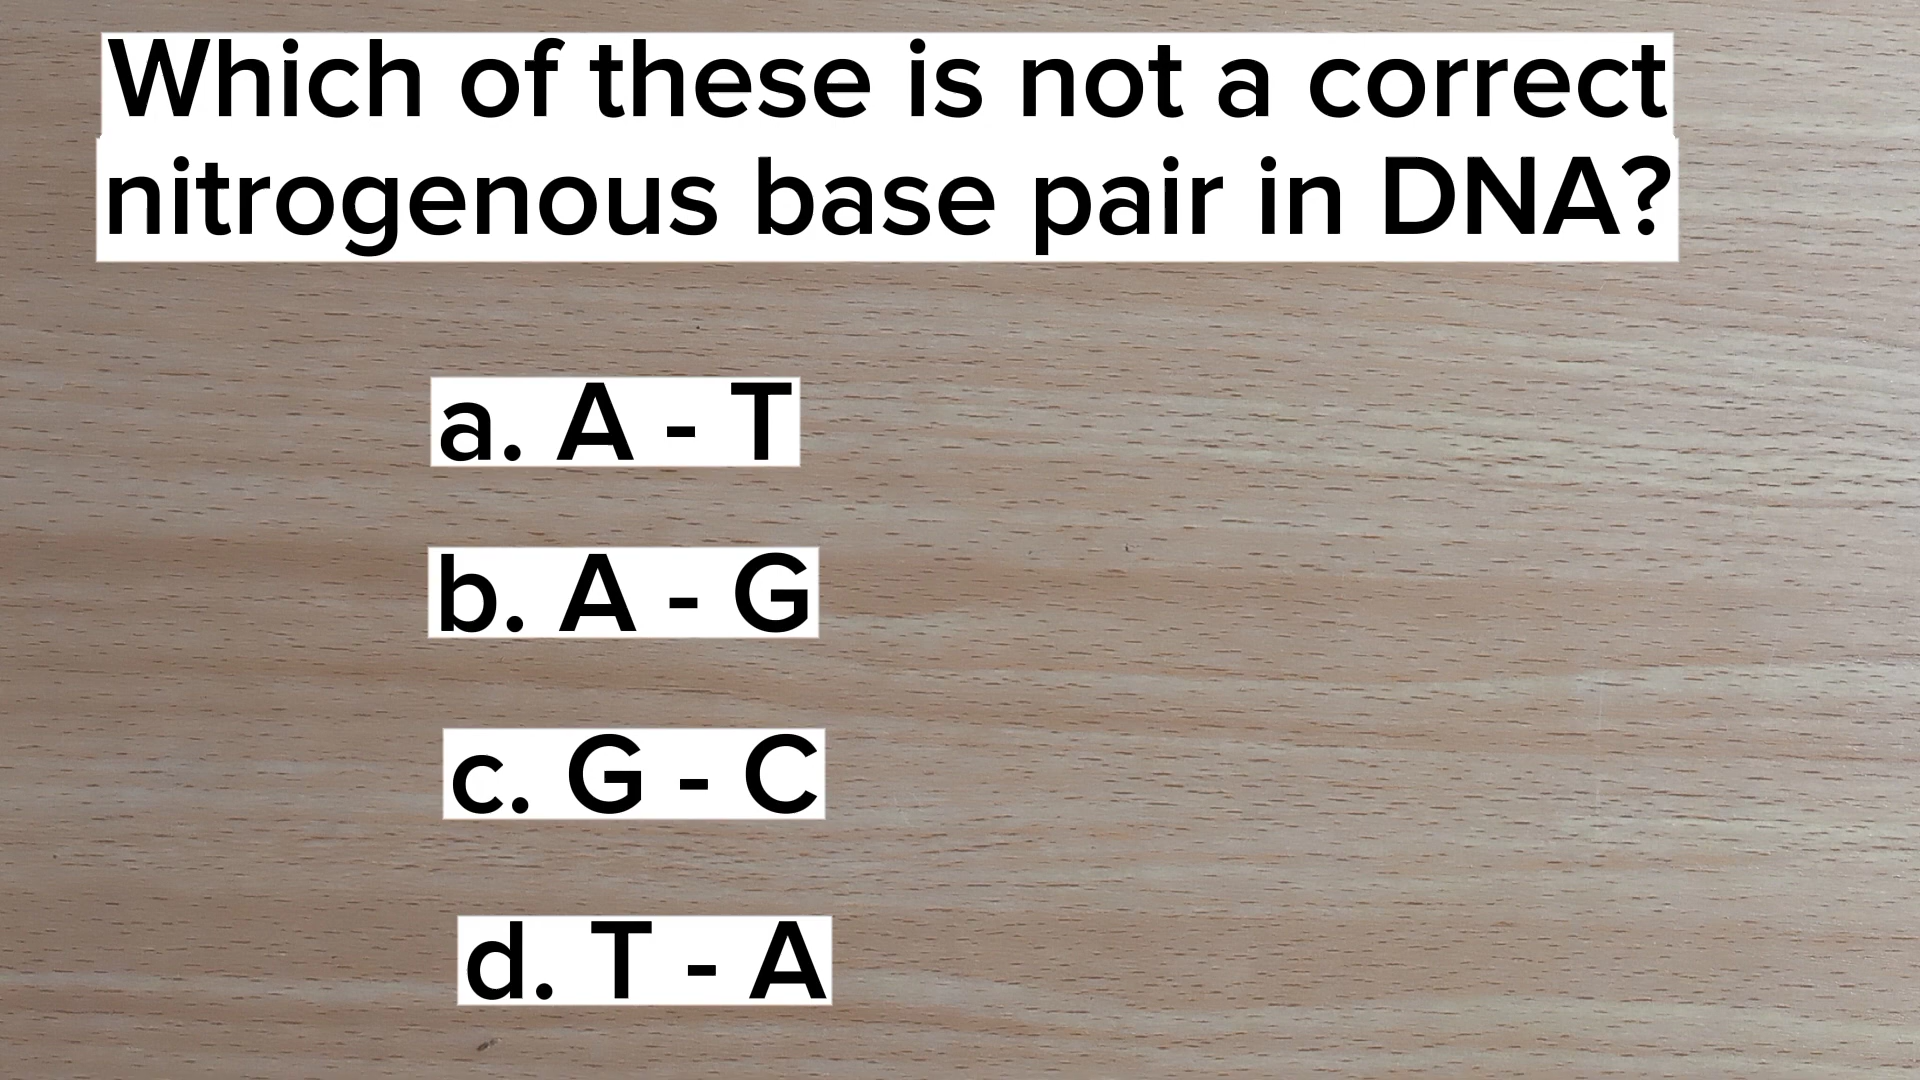 Which of these is not a correct
nitrogenous base pair in DNA?
a. A - T
b. A - G
c. G - C
d. T - A